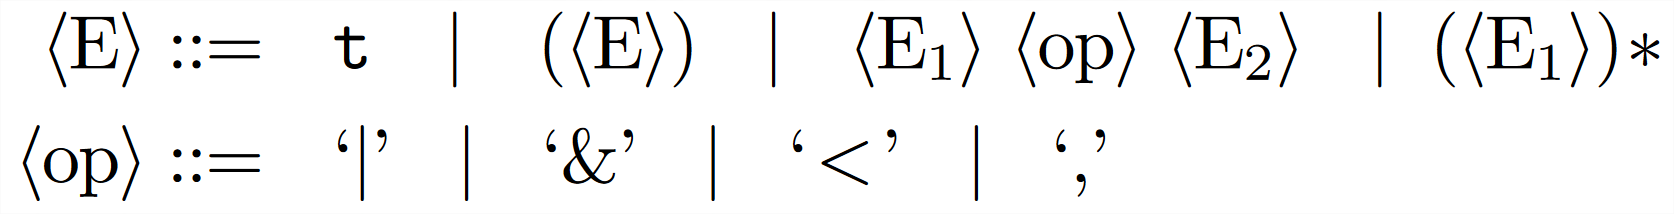 ⟨E⟩ ::= t | (⟨E⟩) | ⟨E₁⟩ ⟨op⟩ ⟨E₂⟩ | (⟨E₁⟩)*
⟨op⟩ ::= ‘|’ | ‘&’ | ‘<’ | ‘,’